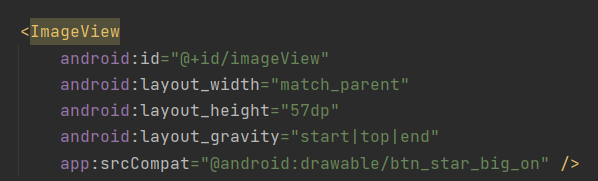 <ImageView
android:id="@+id/imageView"
android:layout_width="match_parent"
android:layout_height="57dp"
android:layout_gravity="start|top|end"
app:srcCompat="@android:drawable/btn_star_big_on" />